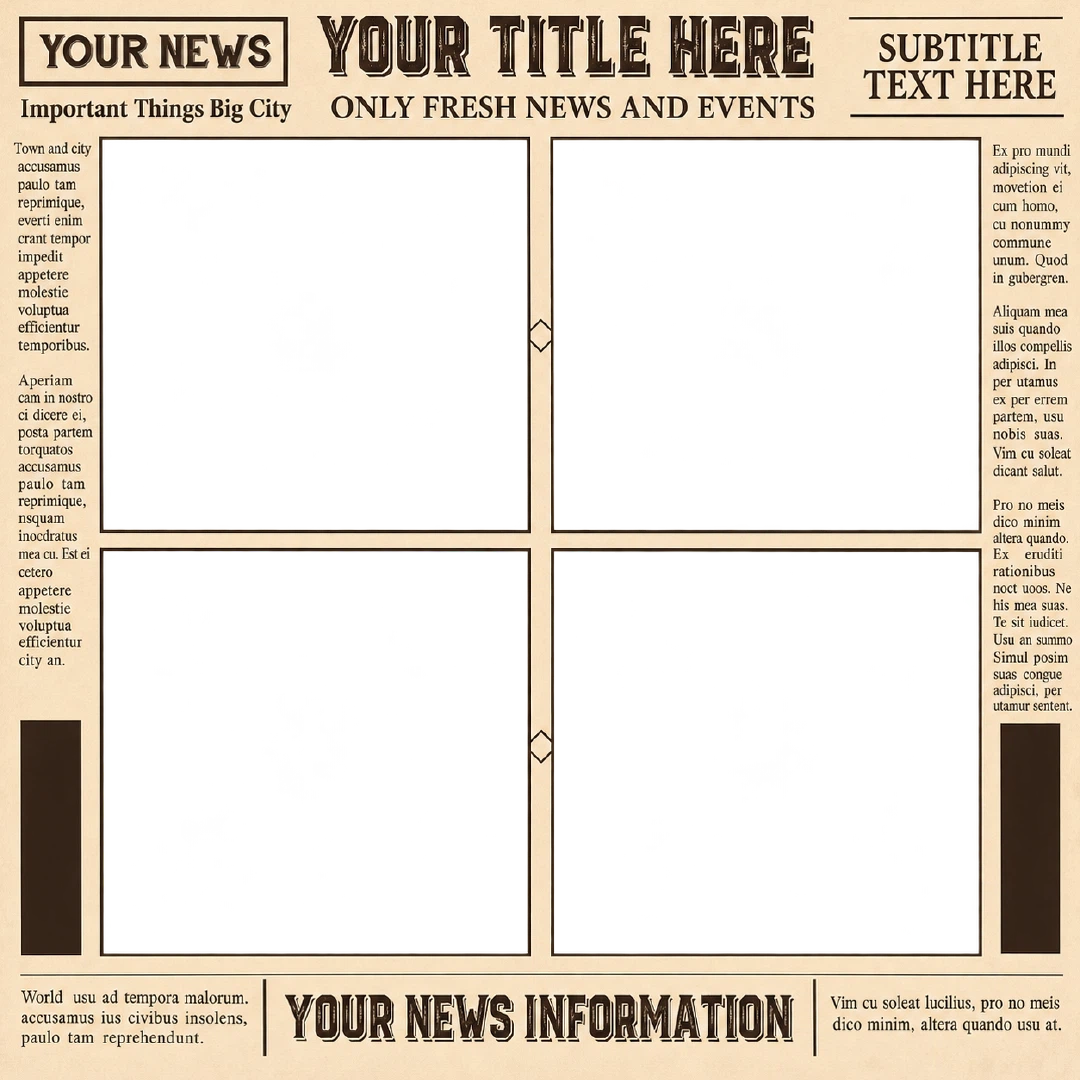 YOUR NEWS
Important Things Big City
YOUR TITLE HERE
ONLY FRESH NEWS AND EVENTS
SUBTITLE
TEXT HERE
Town and city
accusamus
paulo tam
reprimique,
everti enim
crant tempor
impedit
appetere
molestie
voluptua
efficientur
temporibus.
Aperiam
cam in nostro
ci dicere ei,
posta partem
torquatos
accusamus
paulo tam
reprimique,
nsquam
inocdratus
mea cu. Est ei
cetero
appetere
molestie
voluptua
efficientur
city an.
Ex pro mundi
adipiscing vit,
movetion ei
cum homo,
cu nonummy
commune
unum. Quod
in gubergren.
Aliquam mea
suis quando
illos compellis
adipisci. In
per utamus
ex per errem
partem, usu
nobis suas.
Vim cu soleat
dicant salut.
Pro no meis
dico minim
altera quando.
Ex eruditi
rationibus
noct uoos. Ne
his mea suas.
Te sit iudicet.
Usu an summo
Simul posim
suas congue
adipisci, per
utamur sentent.
World usu ad tempora malorum.
accusamus ius civibus insolens,
paulo tam reprehendunt.
YOUR NEWS INFORMATION
Vim cu soleat lucilius, pro no meis
dico minim, altera quando usu at.